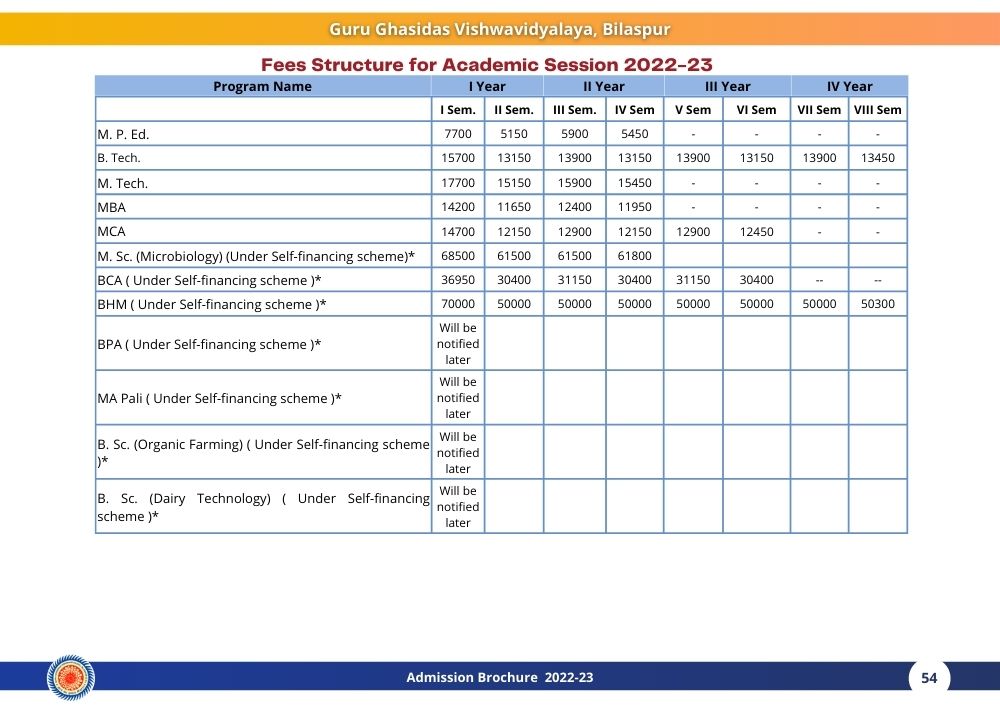 Guru Ghasidas Vishwavidyalaya, Bilaspur
Fees Structure for Academic Session 2022–23
Program Name I Year II Year III Year IV Year
I Sem. II Sem. III Sem. IV Sem V Sem VI Sem VII Sem VIII Sem
M. P. Ed. 7700 5150 5900 5450 - - - -
B. Tech. 15700 13150 13900 13150 13900 13150 13900 13450
M. Tech. 17700 15150 15900 15450 - - - -
MBA 14200 11650 12400 11950 - - - -
MCA 14700 12150 12900 12150 12900 12450 - -
M. Sc. (Microbiology) (Under Self-financing scheme)* 68500 61500 61500 61800
BCA ( Under Self-financing scheme )* 36950 30400 31150 30400 31150 30400 -- --
BHM ( Under Self-financing scheme )* 70000 50000 50000 50000 50000 50000 50000 50300
BPA ( Under Self-financing scheme )*
Will be
notified
later
MA Pali ( Under Self-financing scheme )*
Will be
notified
later
B. Sc. (Organic Farming) ( Under Self-financing scheme
)*
Will be
notified
later
B. Sc. (Dairy Technology) ( Under Self-financing
scheme )*
Will be
notified
later
Admission Brochure 2022-23
54